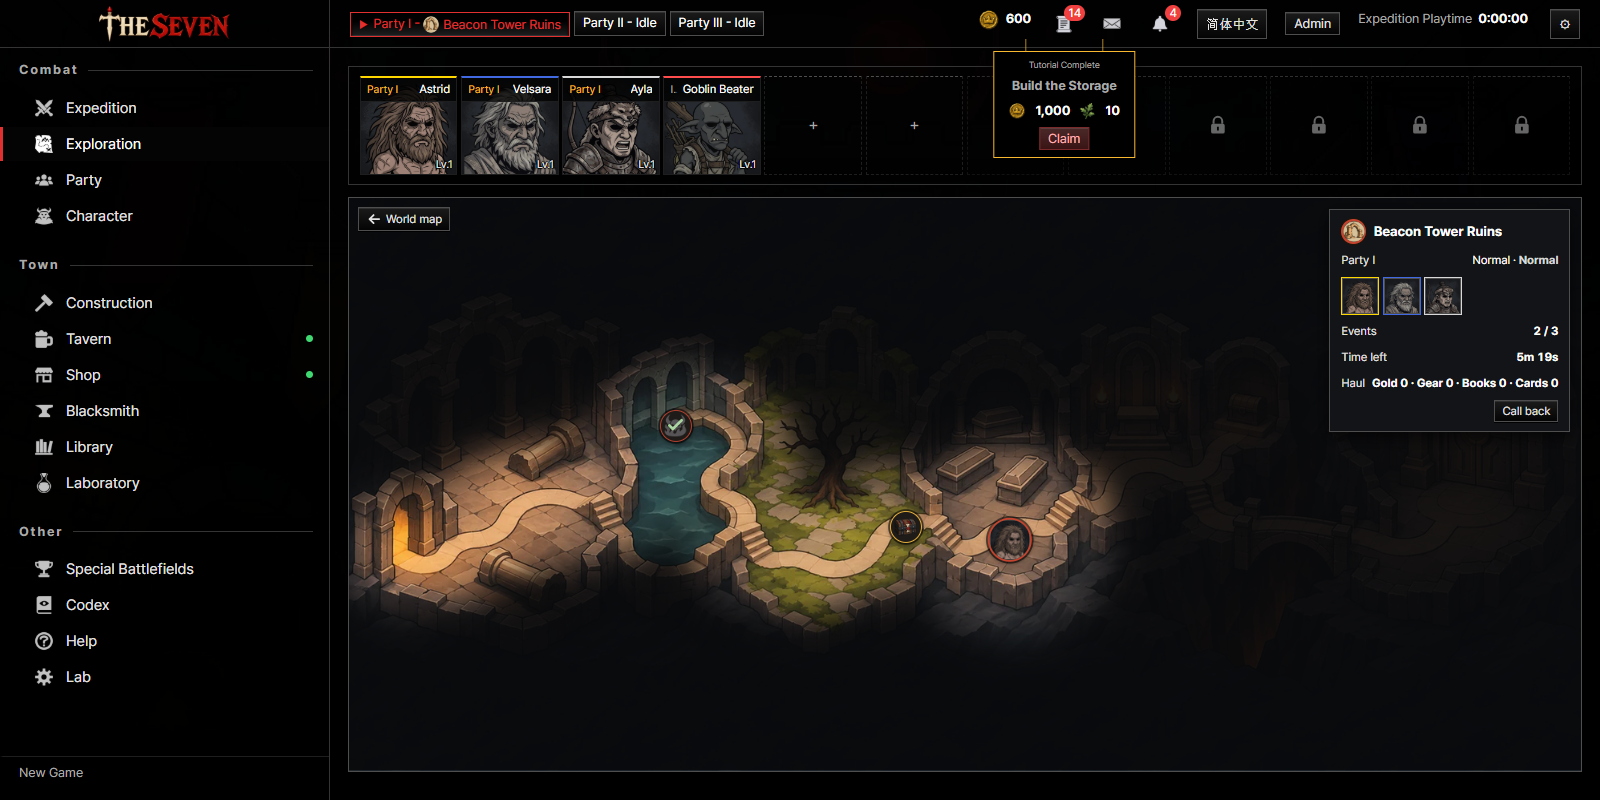 THE SEVEN
Party I - Beacon Tower Ruins
Party II - Idle
Party III - Idle
600
14
4
简体中文
Admin
Expedition Playtime 0:00:00
Combat
Expedition
Exploration
Party
Character
Town
Construction
Tavern
Shop
Blacksmith
Library
Laboratory
Other
Special Battlefields
Codex
Help
Lab
New Game
Party I Astrid
Lv.1
Party I Velsara
Lv.1
Party I Ayla
Lv.1
I. Goblin Beater
Lv.1
+
+
Tutorial Complete
Build the Storage
1,000 10
Claim
World map
Beacon Tower Ruins
Party I Normal · Normal
Events 2 / 3
Time left 5m 19s
Haul Gold 0 · Gear 0 · Books 0 · Cards 0
Call back